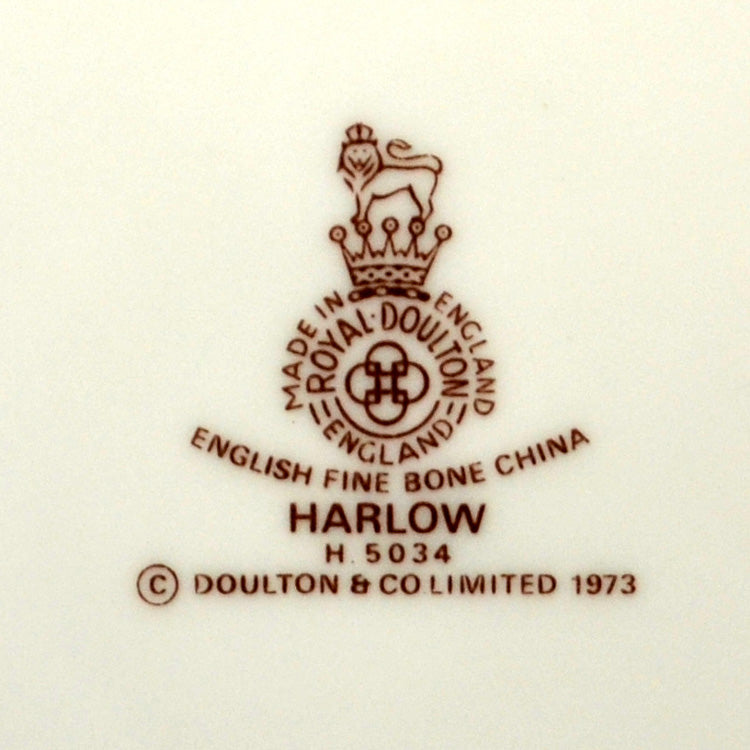 MADE IN ENGLAND
ROYAL·DOULTON
ENGLAND
ENGLISH FINE BONE CHINA
HARLOW
H. 5034
© DOULTON & CO. LIMITED 1973